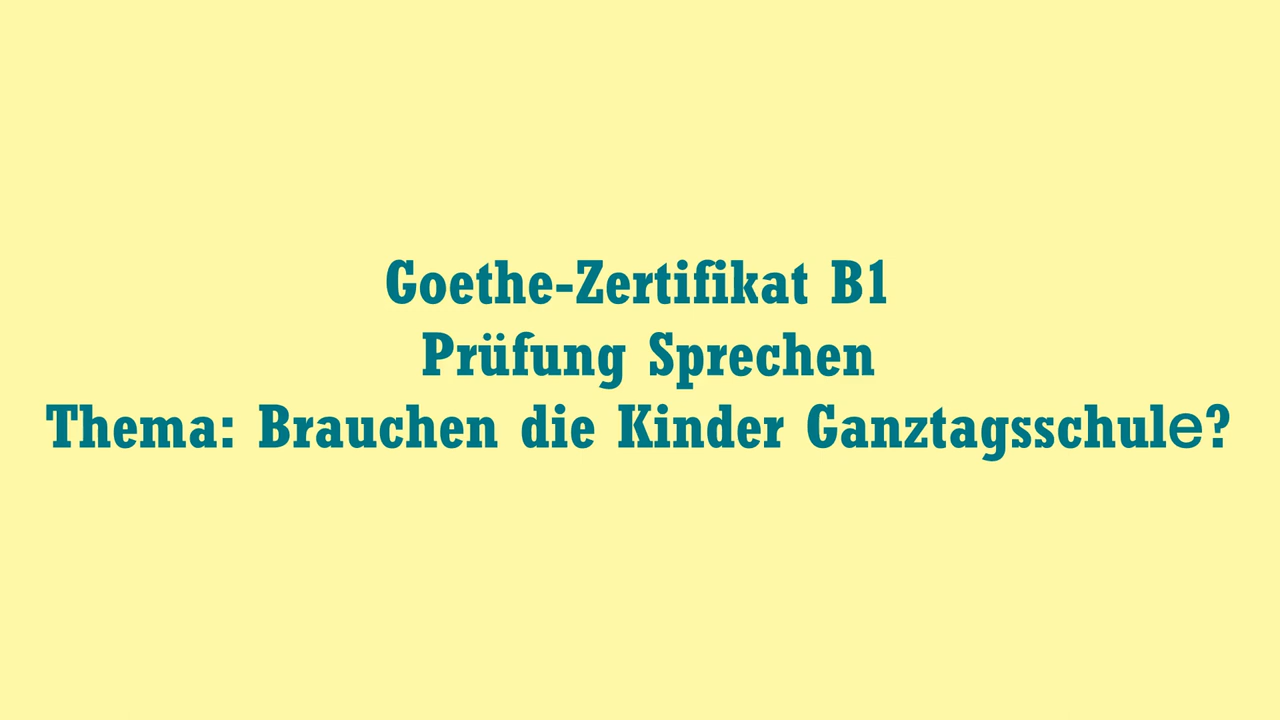 Goethe-Zertifikat B1
Prüfung Sprechen
Thema: Brauchen die Kinder Ganztagsschule?